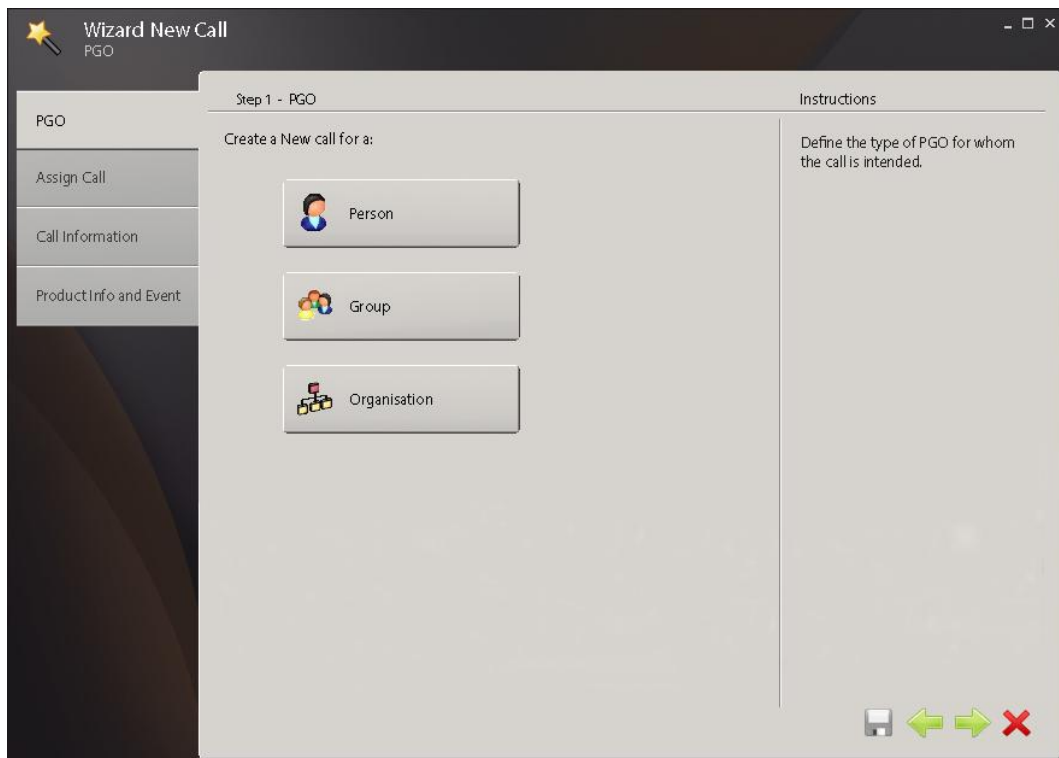 Wizard New Call
PGO
PGO
Assign Call
Call Information
Product Info and Event
Step 1 - PGO
Create a New call for a:
Person
Group
Organisation
Instructions
Define the type of PGO for whom
the call is intended.